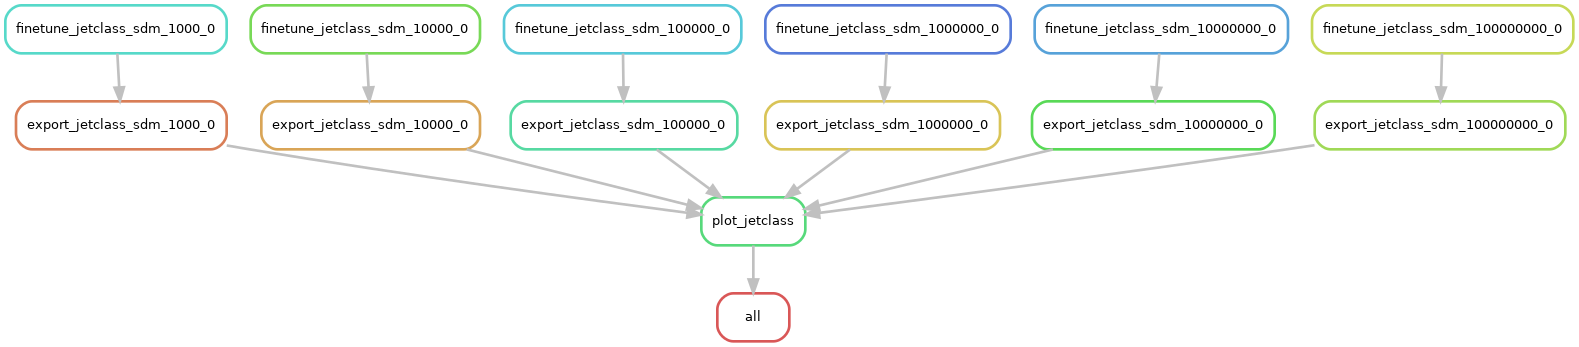 finetune_jetclass_sdm_1000_0
finetune_jetclass_sdm_10000_0
finetune_jetclass_sdm_100000_0
finetune_jetclass_sdm_1000000_0
finetune_jetclass_sdm_10000000_0
finetune_jetclass_sdm_100000000_0
export_jetclass_sdm_1000_0
export_jetclass_sdm_10000_0
export_jetclass_sdm_100000_0
export_jetclass_sdm_1000000_0
export_jetclass_sdm_10000000_0
export_jetclass_sdm_100000000_0
plot_jetclass
all